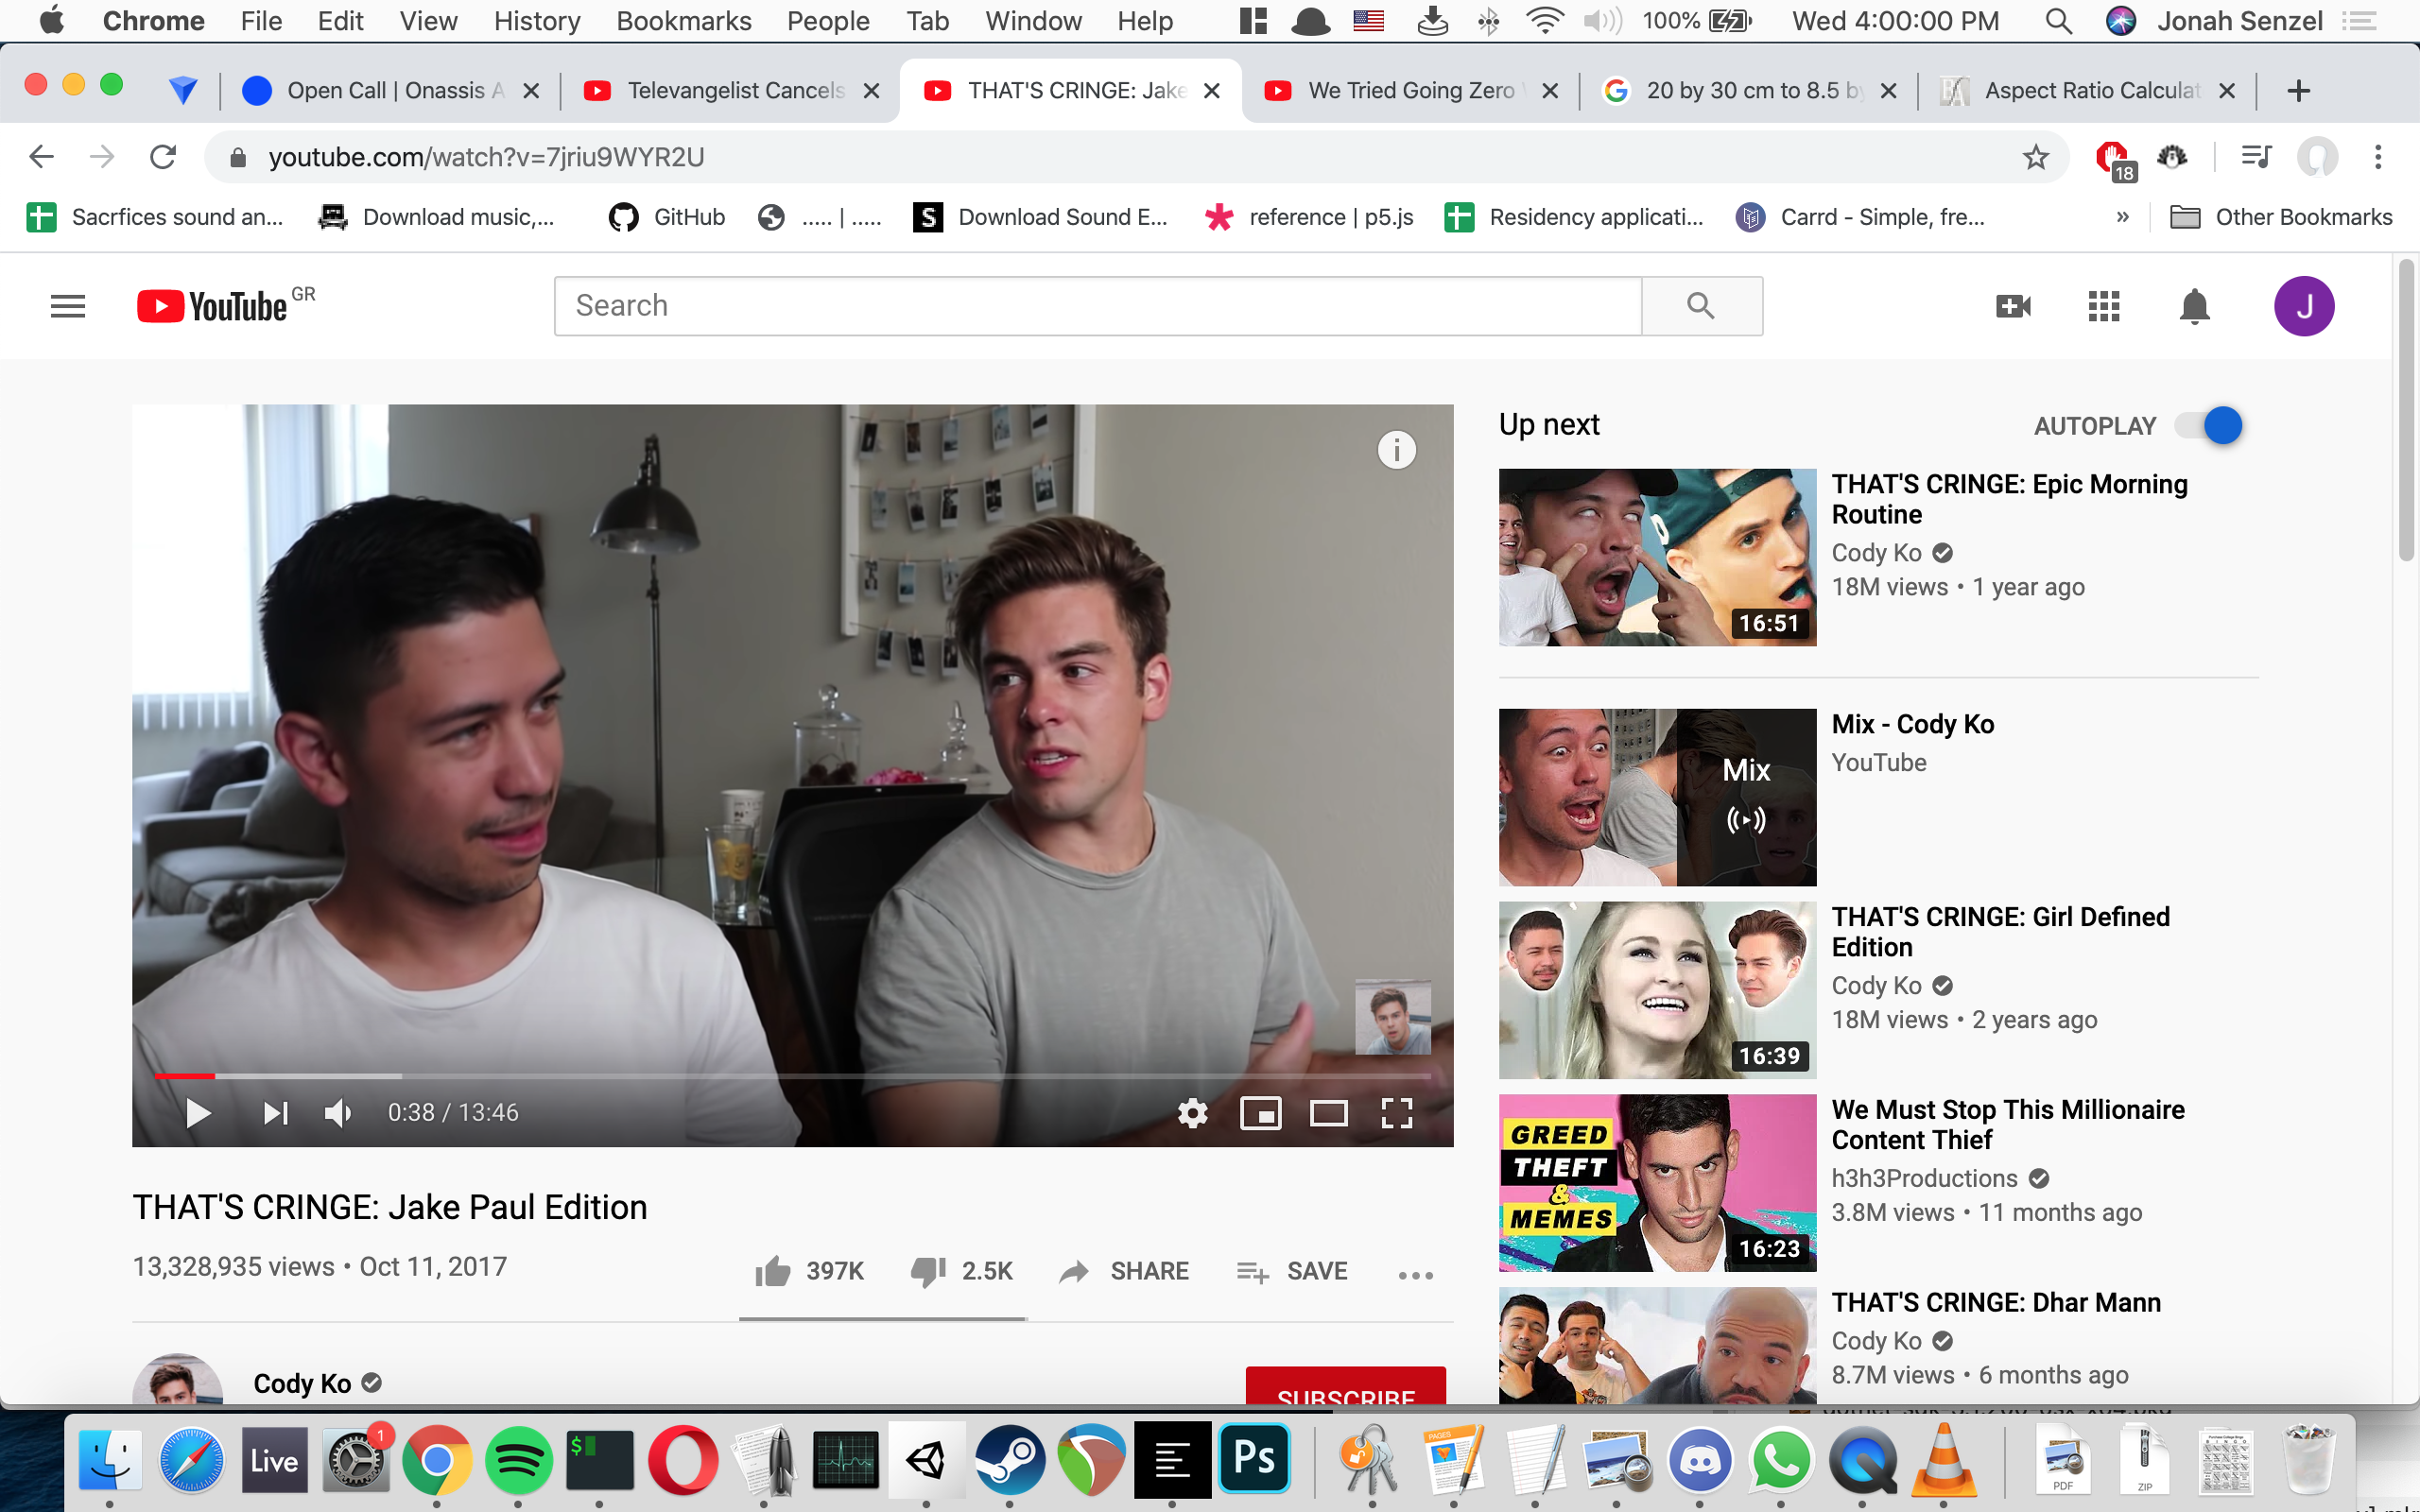 Chrome File Edit View History Bookmarks People Tab Window Help 100% Wed 4:00:00 PM Jonah Senzel
Open Call | Onassis A Televangelist Cancels THAT'S CRINGE: Jake We Tried Going Zero 20 by 30 cm to 8.5 by Aspect Ratio Calculat
youtube.com/watch?v=7jriu9WYR2U 18
Sacrfices sound an... Download music,... GitHub ..... | ..... S Download Sound E... reference | p5.js Residency applicati... Carrd - Simple, fre... » Other Bookmarks
YouTube GR Search J
Up next AUTOPLAY
THAT'S CRINGE: Epic Morning
Routine
Cody Ko
18M views • 1 year ago
16:51
Mix - Cody Ko
YouTube
Mix
THAT'S CRINGE: Girl Defined
Edition
Cody Ko
18M views • 2 years ago
16:39
GREED
THEFT
&
MEMES
16:23
We Must Stop This Millionaire
Content Thief
h3h3Productions
3.8M views • 11 months ago
THAT'S CRINGE: Dhar Mann
Cody Ko
8.7M views • 6 months ago
0:38 / 13:46
THAT'S CRINGE: Jake Paul Edition
13,328,935 views • Oct 11, 2017 397K 2.5K SHARE SAVE
Cody Ko SUBSCRIBE
Live 1 $ PAGES Ps PDF ZIP